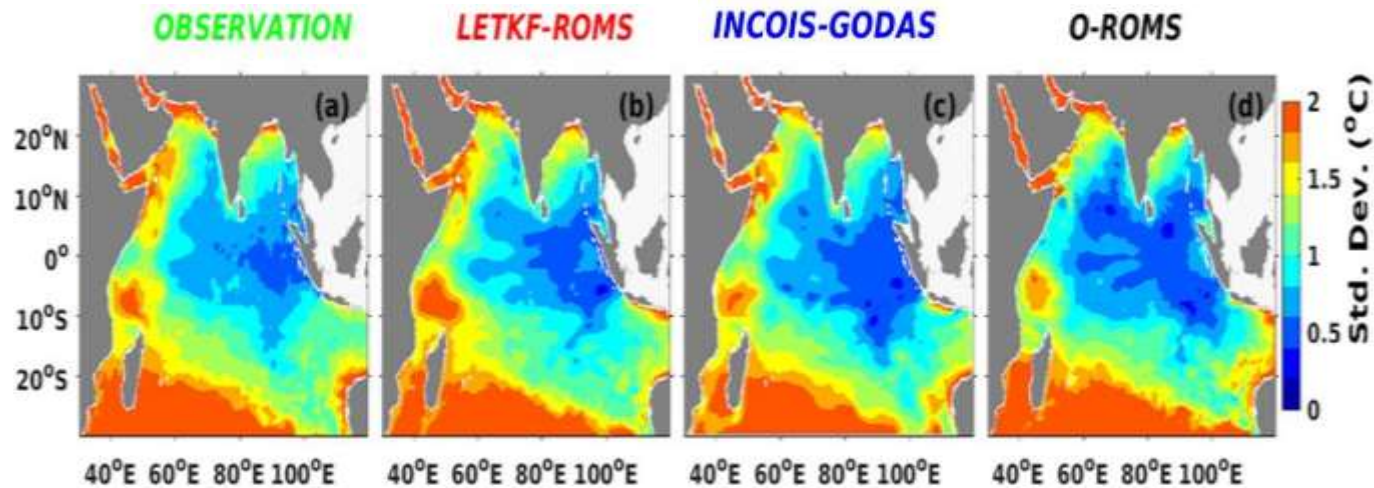 OBSERVATION LETKF-ROMS INCOIS-GODAS O-ROMS
(a) (b) (c) (d)
20°N
10°N
0°
10°S
20°S
40°E 60°E 80°E 100°E 40°E 60°E 80°E 100°E 40°E 60°E 80°E 100°E 40°E 60°E 80°E 100°E
2
1.5
1
0.5
0
Std. Dev. (°C)